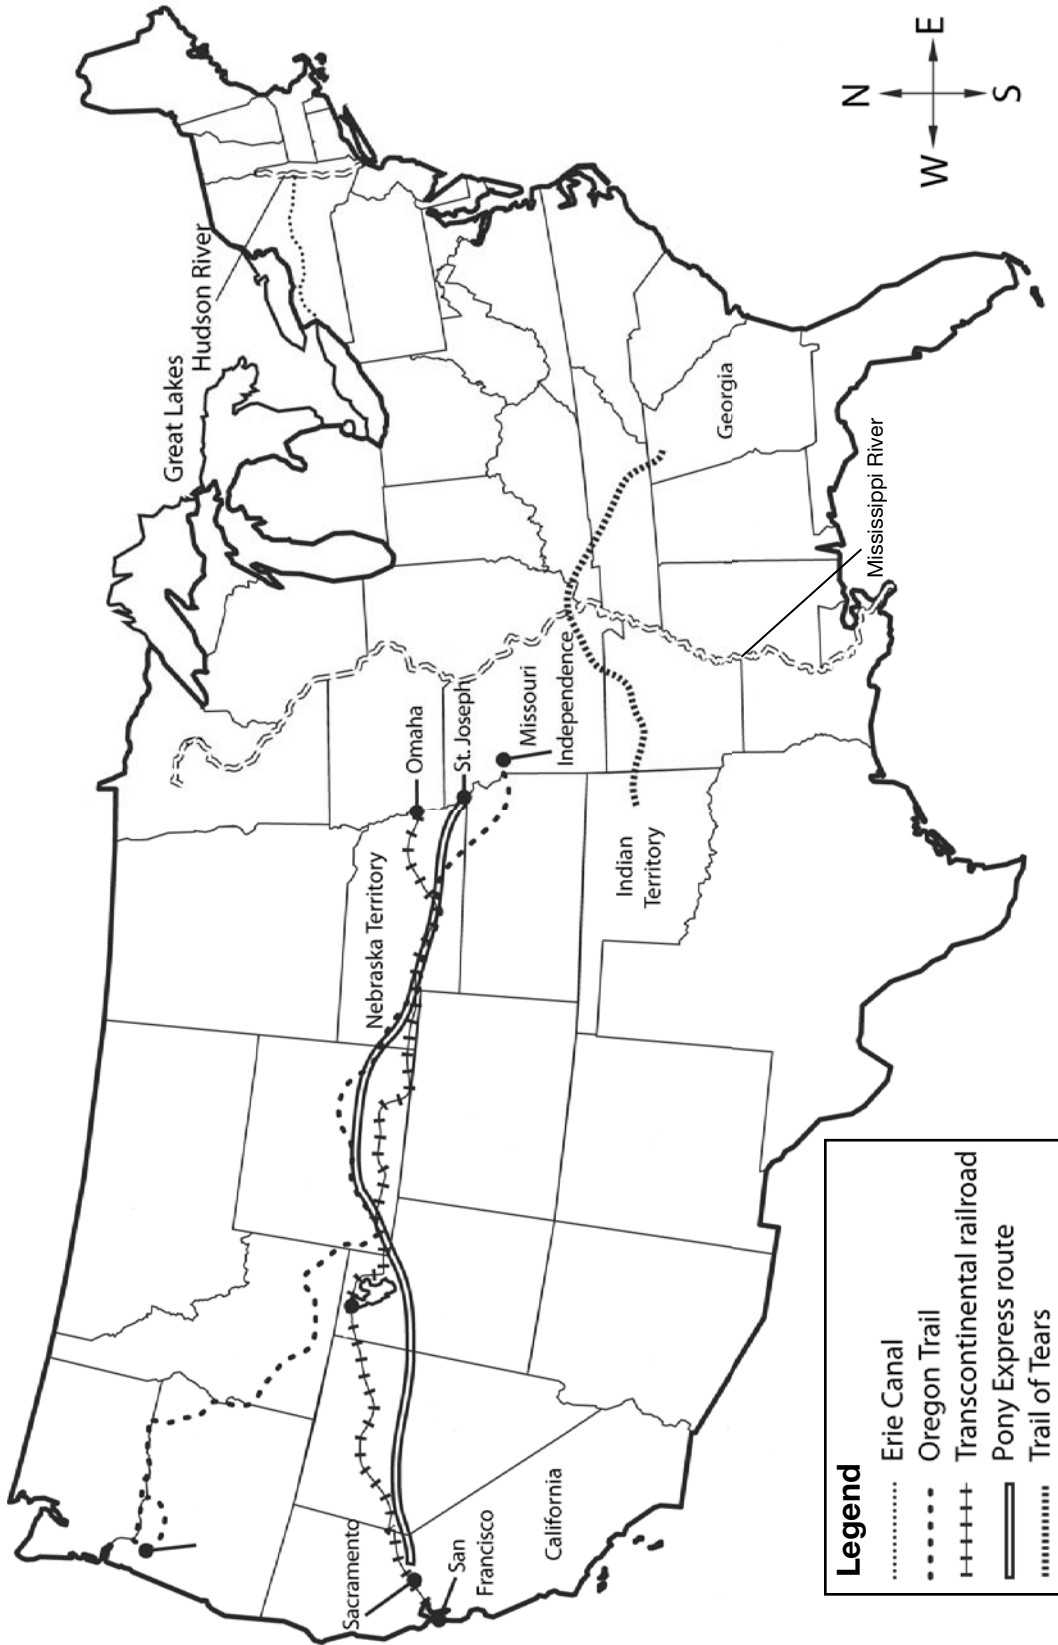 Great Lakes
Hudson River
Nebraska Territory
Omaha
St. Joseph
Missouri
Independence
Indian
Territory
Georgia
Mississippi River
Sacramento
San
Francisco
California
N
W
E
S
Legend
Erie Canal
Oregon Trail
Transcontinental railroad
Pony Express route
Trail of Tears